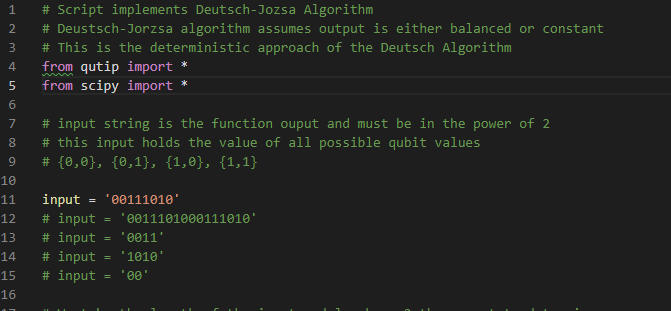 1 # Script implements Deutsch-Jozsa Algorithm
2 # Deustsch-Jorzsa algorithm assumes output is either balanced or constant
3 # This is the deterministic approach of the Deutsch Algorithm
4 from qutip import *
5 from scipy import *
6
7 # input string is the function ouput and must be in the power of 2
8 # this input holds the value of all possible qubit values
9 # {0,0}, {0,1}, {1,0}, {1,1}
10
11 input = '00111010'
12 # input = '0011101000111010'
13 # input = '0011'
14 # input = '1010'
15 # input = '00'
16